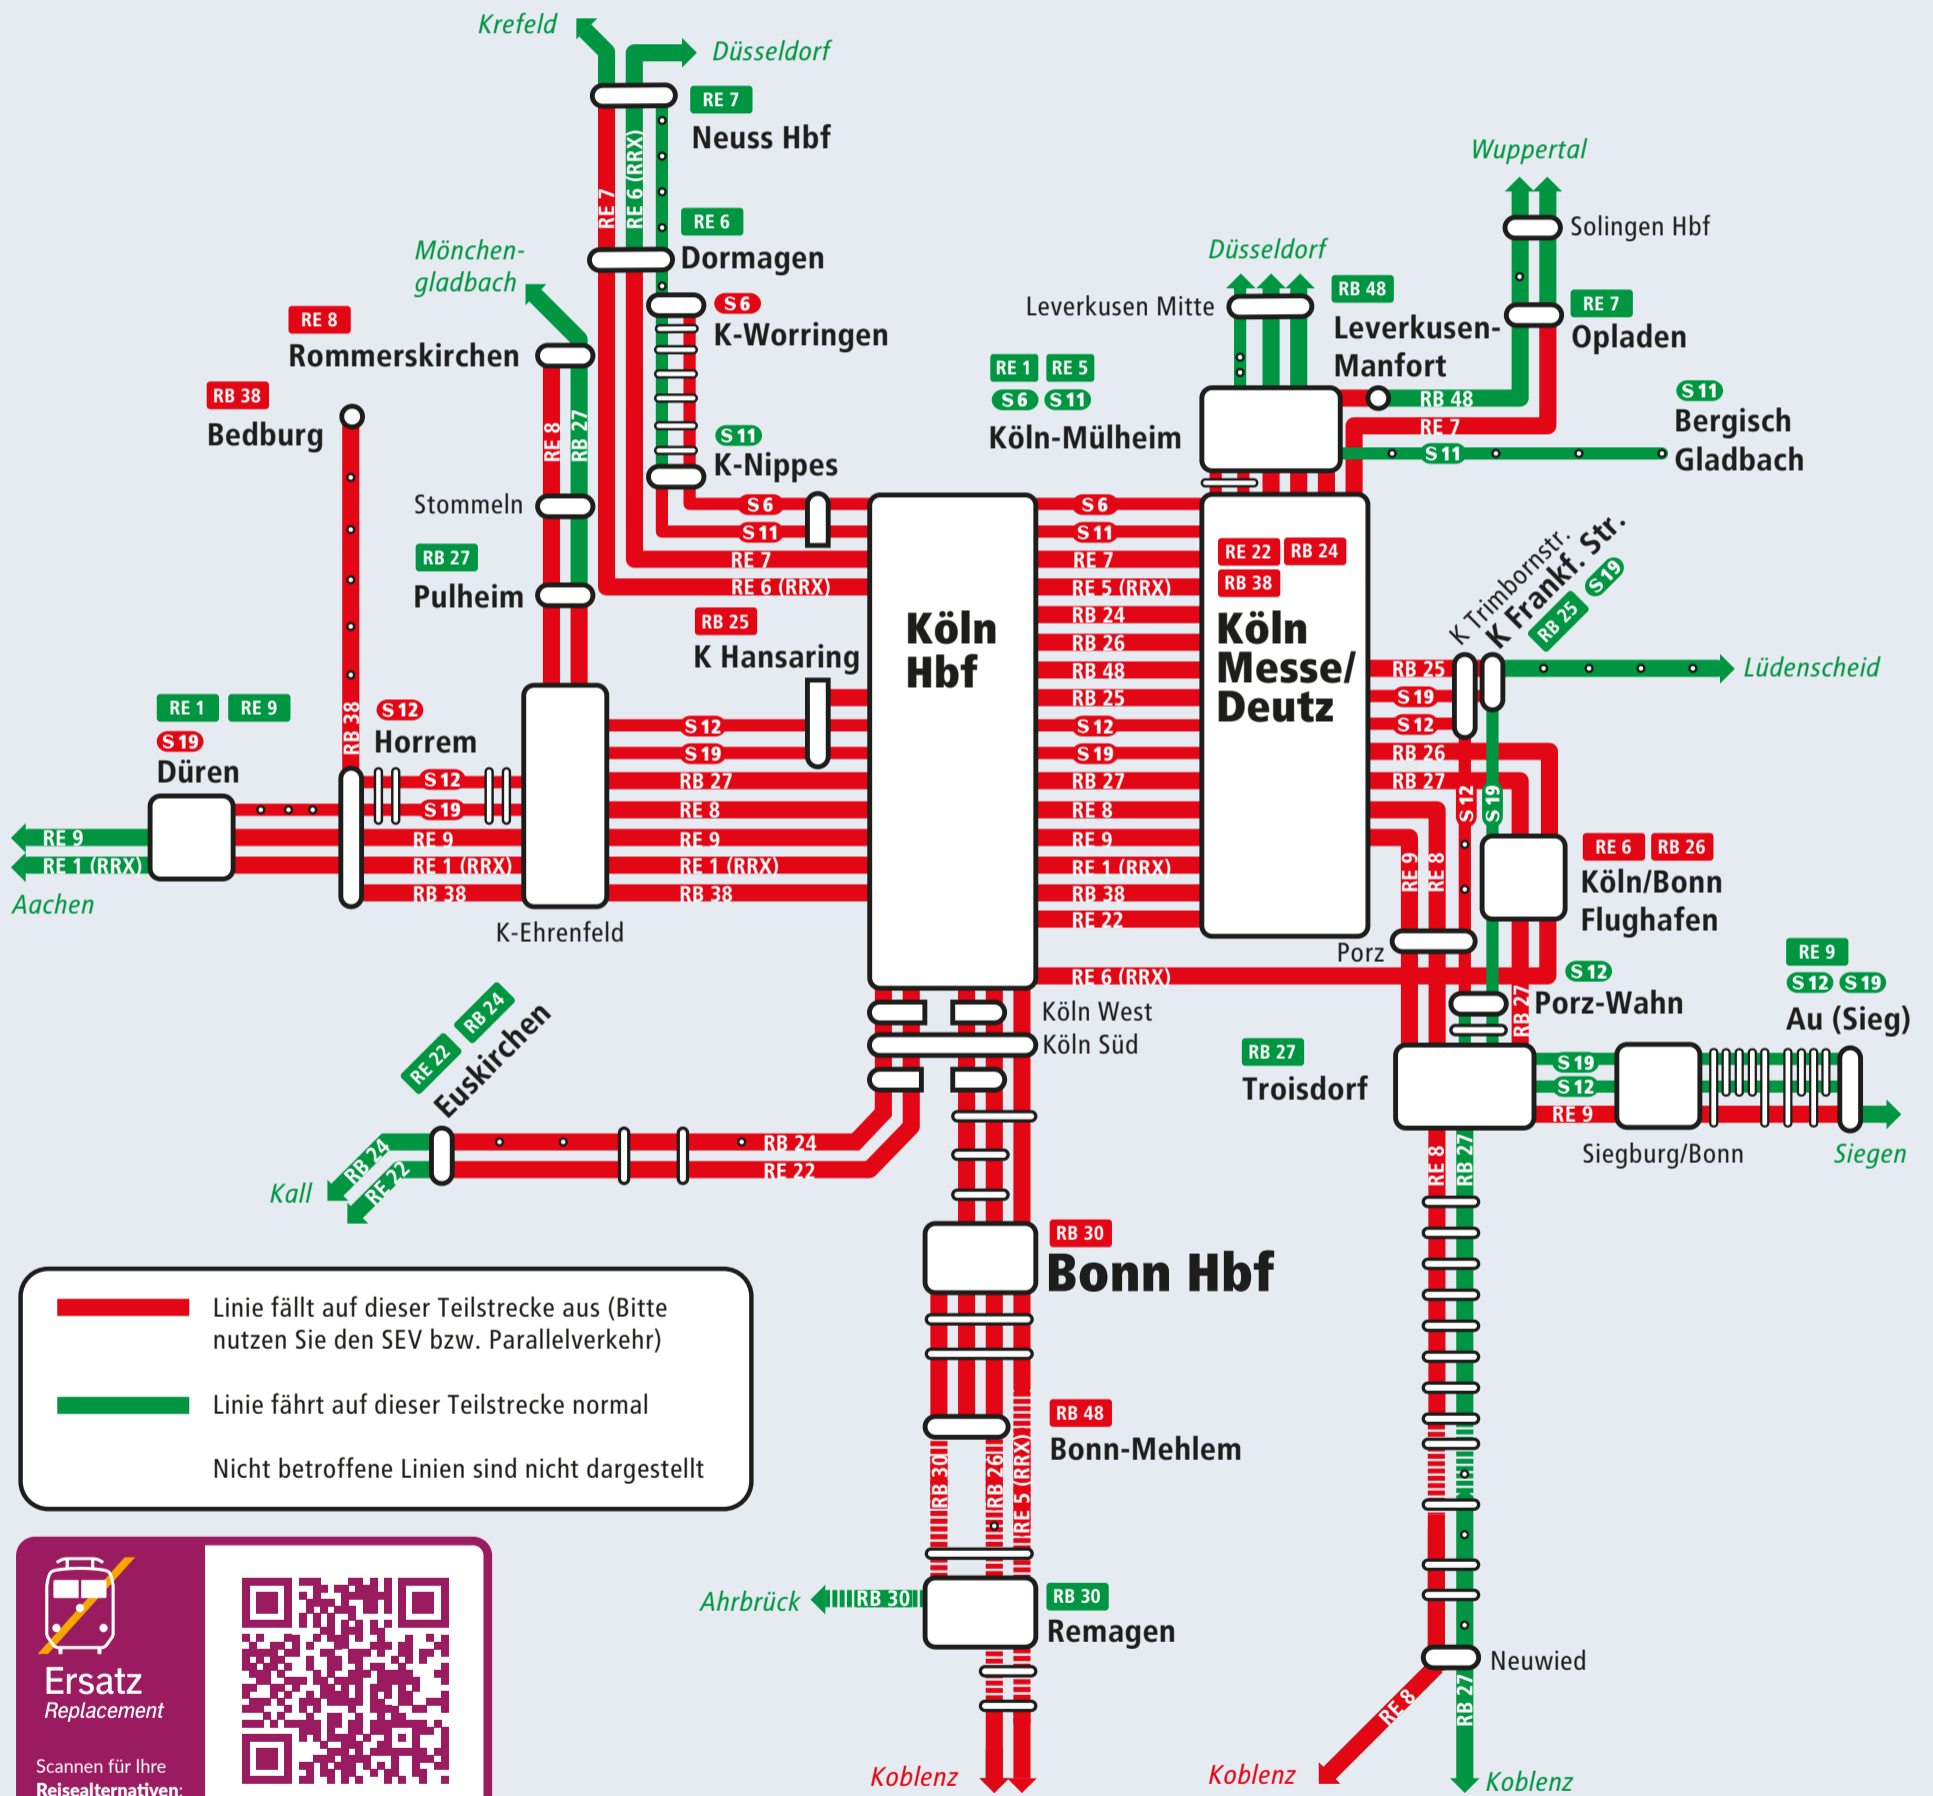 Krefeld
Düsseldorf
RE 7
Neuss Hbf
RE 7
RE 6 (RRX)
RE 6
Dormagen
Mönchen-
gladbach
S 6
K-Worringen
RE 8
Rommerskirchen
RE 8
RB 27
S 11
K-Nippes
RB 38
Bedburg
Stommeln
RB 27
Pulheim
S 6
S 11
RE 7
RE 6 (RRX)
RB 25
K Hansaring
Wuppertal
Solingen Hbf
Düsseldorf
Leverkusen Mitte
RB 48
Leverkusen-
Manfort
RE 7
Opladen
RE 1
RE 5
S 6
S 11
Köln-Mülheim
RB 48
RE 7
S 11
S 11
Bergisch
Gladbach
Köln
Hbf
S 6
S 11
RE 7
RE 5 (RRX)
RB 24
RB 26
RB 48
RB 25
S 12
S 19
RB 27
RE 8
RE 9
RE 1 (RRX)
RB 38
RE 22
RE 6 (RRX)
RE 22
RB 24
RB 38
Köln
Messe/
Deutz
K Trimbornstr.
K Frankf. Str.
RB 25
S 19
RB 25
S 19
S 12
RB 26
RB 27
Lüdenscheid
RE 9
RE 8
S 12
S 19
RE 6
RB 26
Köln/Bonn
Flughafen
Porz
S 12
Porz-Wahn
RB 27
RE 9
S 12
S 19
Au (Sieg)
RB 27
Troisdorf
S 19
S 12
RE 9
Siegburg/Bonn
Siegen
RE 1
RE 9
S 19
Düren
RB 38
S 12
Horrem
S 12
S 19
RE 9
RE 1 (RRX)
RB 38
RE 9
RE 1 (RRX)
Aachen
K-Ehrenfeld
S 12
S 19
RB 27
RE 8
RE 9
RE 1 (RRX)
RB 38
Köln West
Köln Süd
RE 22
RB 24
Euskirchen
RB 24
RE 22
RB 24
RE 22
Kall
RB 30
Bonn Hbf
RB 48
Bonn-Mehlem
RB 30
RB 26
RE 5 (RRX)
Ahrbrück
RB 30
RB 30
Remagen
Koblenz
RE 8
RB 27
Neuwied
RE 8
RB 27
Koblenz
Koblenz
Linie fällt auf dieser Teilstrecke aus (Bitte
nutzen Sie den SEV bzw. Parallelverkehr)
Linie fährt auf dieser Teilstrecke normal
Nicht betroffene Linien sind nicht dargestellt
Ersatz
Replacement
Scannen für Ihre
Reisealternativen: